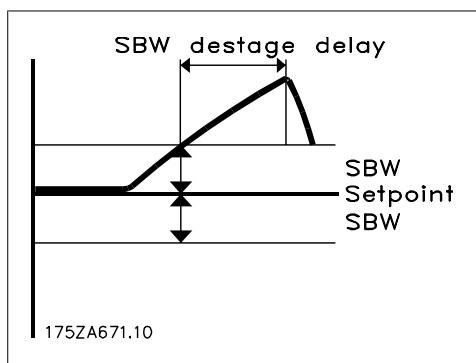 SBW destage delay
SBW
Setpoint
SBW
175ZA671.10